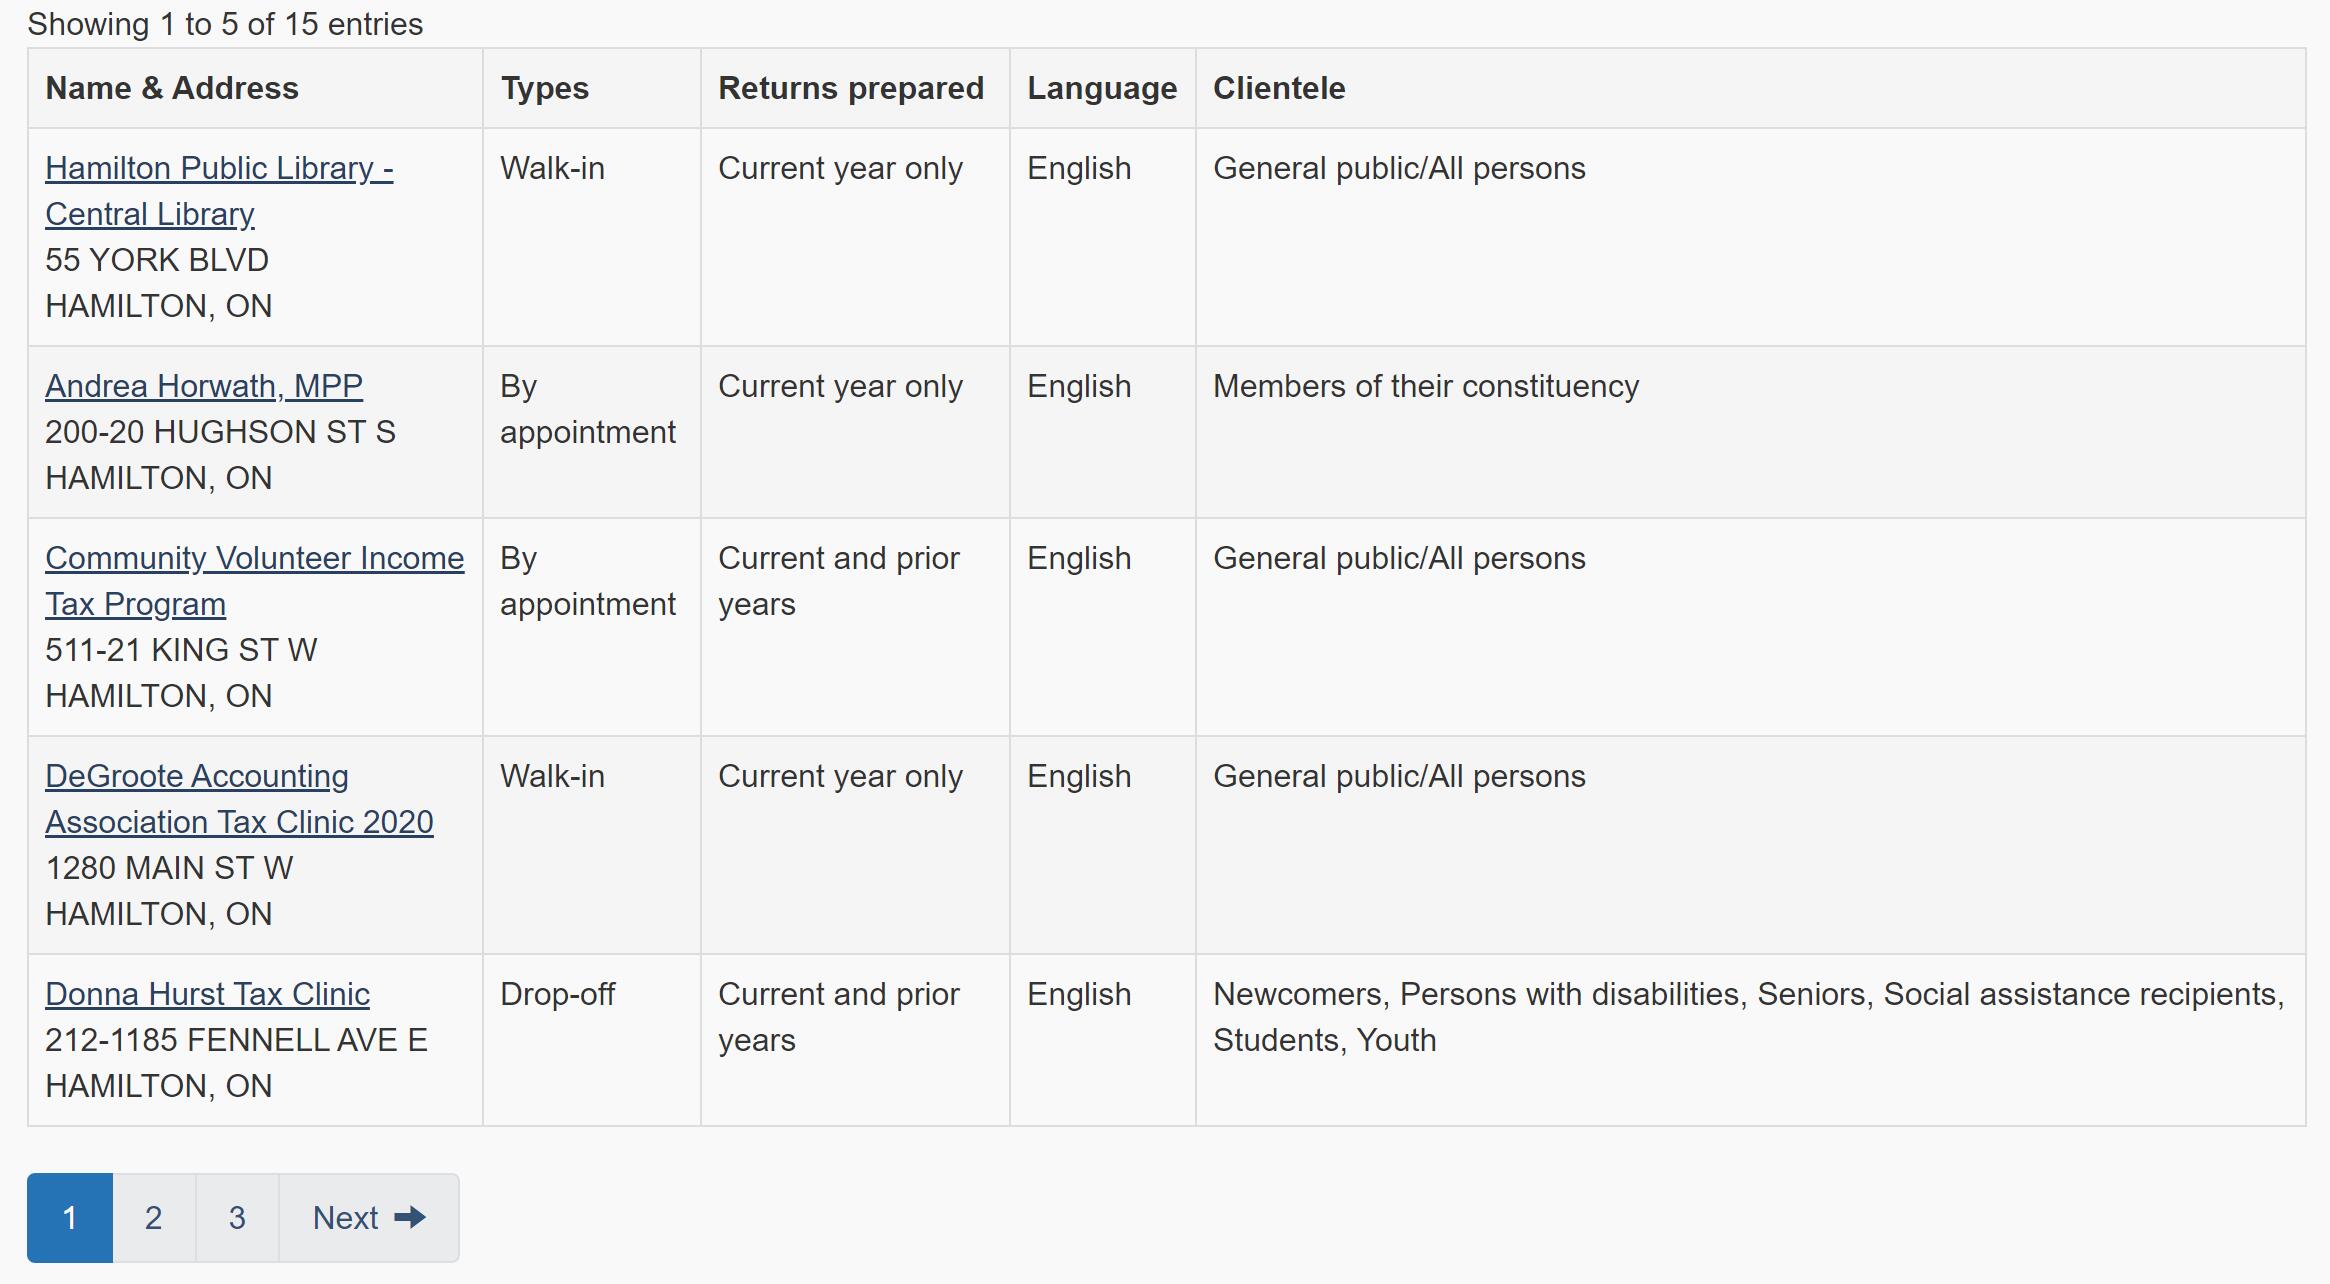 Showing 1 to 5 of 15 entries
Name & Address Types Returns prepared Language Clientele
Hamilton Public Library - Walk-in Current year only English General public/All persons
Central Library
55 YORK BLVD
HAMILTON, ON
Andrea Horwath, MPP By Current year only English Members of their constituency
200-20 HUGHSON ST S appointment
HAMILTON, ON
Community Volunteer Income By Current and prior English General public/All persons
Tax Program appointment years
511-21 KING ST W
HAMILTON, ON
DeGroote Accounting Walk-in Current year only English General public/All persons
Association Tax Clinic 2020
1280 MAIN ST W
HAMILTON, ON
Donna Hurst Tax Clinic Drop-off Current and prior English Newcomers, Persons with disabilities, Seniors, Social assistance recipients,
212-1185 FENNELL AVE E years Students, Youth
HAMILTON, ON
1 2 3 Next